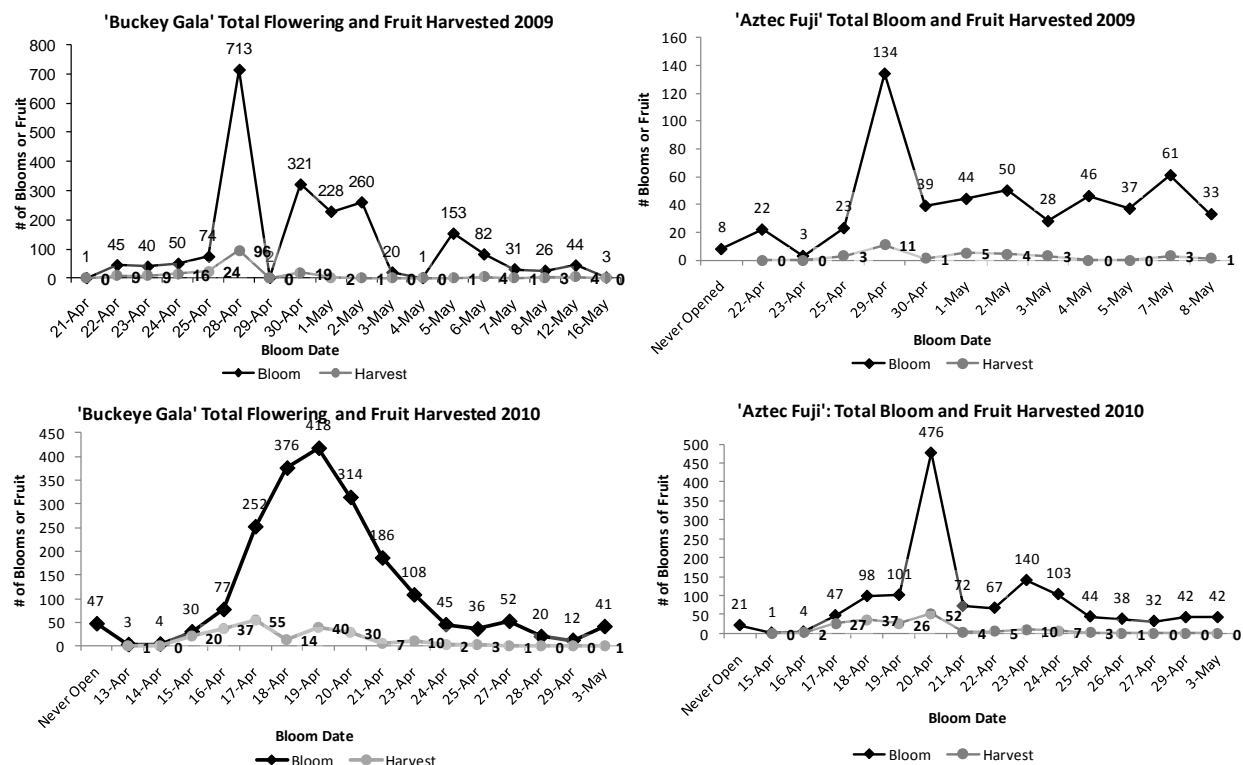 'Buckey Gala' Total Flowering and Fruit Harvested 2009
# of Blooms or Fruit
800
700
600
500
400
300
200
100
0
1 45 40 50 74 713 2 321 228 260 20 1 153 82 31 26 44 3
0 9 9 16 24 96 0 19 2 1 0 0 1 4 1 3 4 0
21-Apr 22-Apr 23-Apr 24-Apr 25-Apr 28-Apr 29-Apr 30-Apr 1-May 2-May 3-May 4-May 5-May 6-May 7-May 8-May 12-May 16-May
Bloom Date
Bloom Harvest
'Aztec Fuji' Total Bloom and Fruit Harvested 2009
# Blooms or Fruit
160
140
120
100
80
60
40
20
0
8 22 3 23 134 39 44 50 28 46 37 61 33
0 0 3 11 1 5 4 3 0 0 3 1
Never Opened 22-Apr 23-Apr 25-Apr 29-Apr 30-Apr 1-May 2-May 3-May 4-May 5-May 7-May 8-May
Bloom Date
Bloom Harvest
'Buckeye Gala' Total Flowering and Fruit Harvested 2010
# of Blooms or Fruit
450
400
350
300
250
200
150
100
50
0
47 3 4 30 77 252 376 418 314 186 108 45 36 52 20 12 41
1 0 20 37 55 14 40 30 7 10 2 3 1 0 0 1
Never Open 13-Apr 14-Apr 15-Apr 16-Apr 17-Apr 18-Apr 19-Apr 20-Apr 21-Apr 23-Apr 24-Apr 25-Apr 27-Apr 28-Apr 29-Apr 3-May
Bloom Date
Bloom Harvest
'Aztec Fuji': Total Bloom and Fruit Harvested 2010
# of Blooms of Fruit
500
450
400
350
300
250
200
150
100
50
0
21 1 4 47 98 101 476 72 67 140 103 44 38 32 42 42
0 2 27 37 26 52 4 5 10 7 3 1 0 0 0
Never Open 15-Apr 16-Apr 17-Apr 18-Apr 19-Apr 20-Apr 21-Apr 22-Apr 23-Apr 24-Apr 25-Apr 26-Apr 27-Apr 29-Apr 3-May
Bloom Date
Bloom Harvest